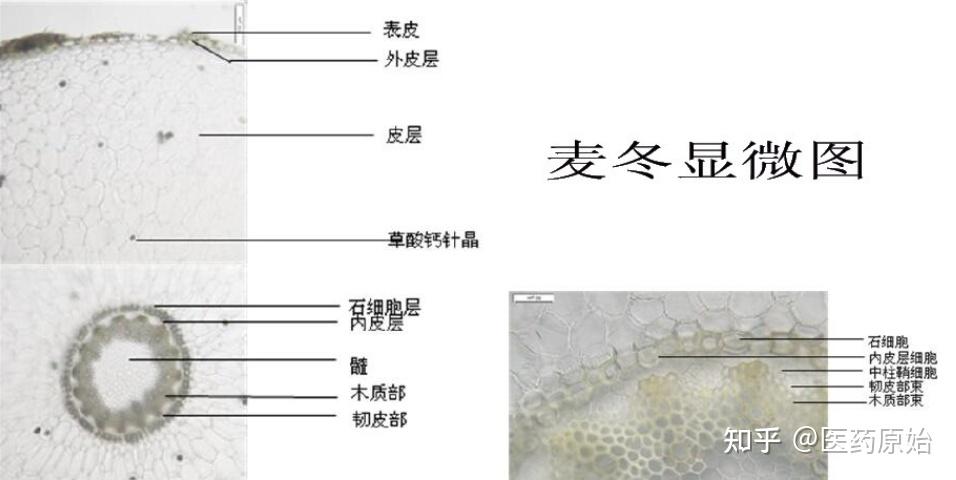 表皮
外皮层
皮层
草酸钙针晶
麦冬显微图
石细胞层
内皮层
髓
木质部
韧皮部
石细胞
内皮层细胞
中柱鞘细胞
韧皮部束
木质部束
知乎 @医药原始